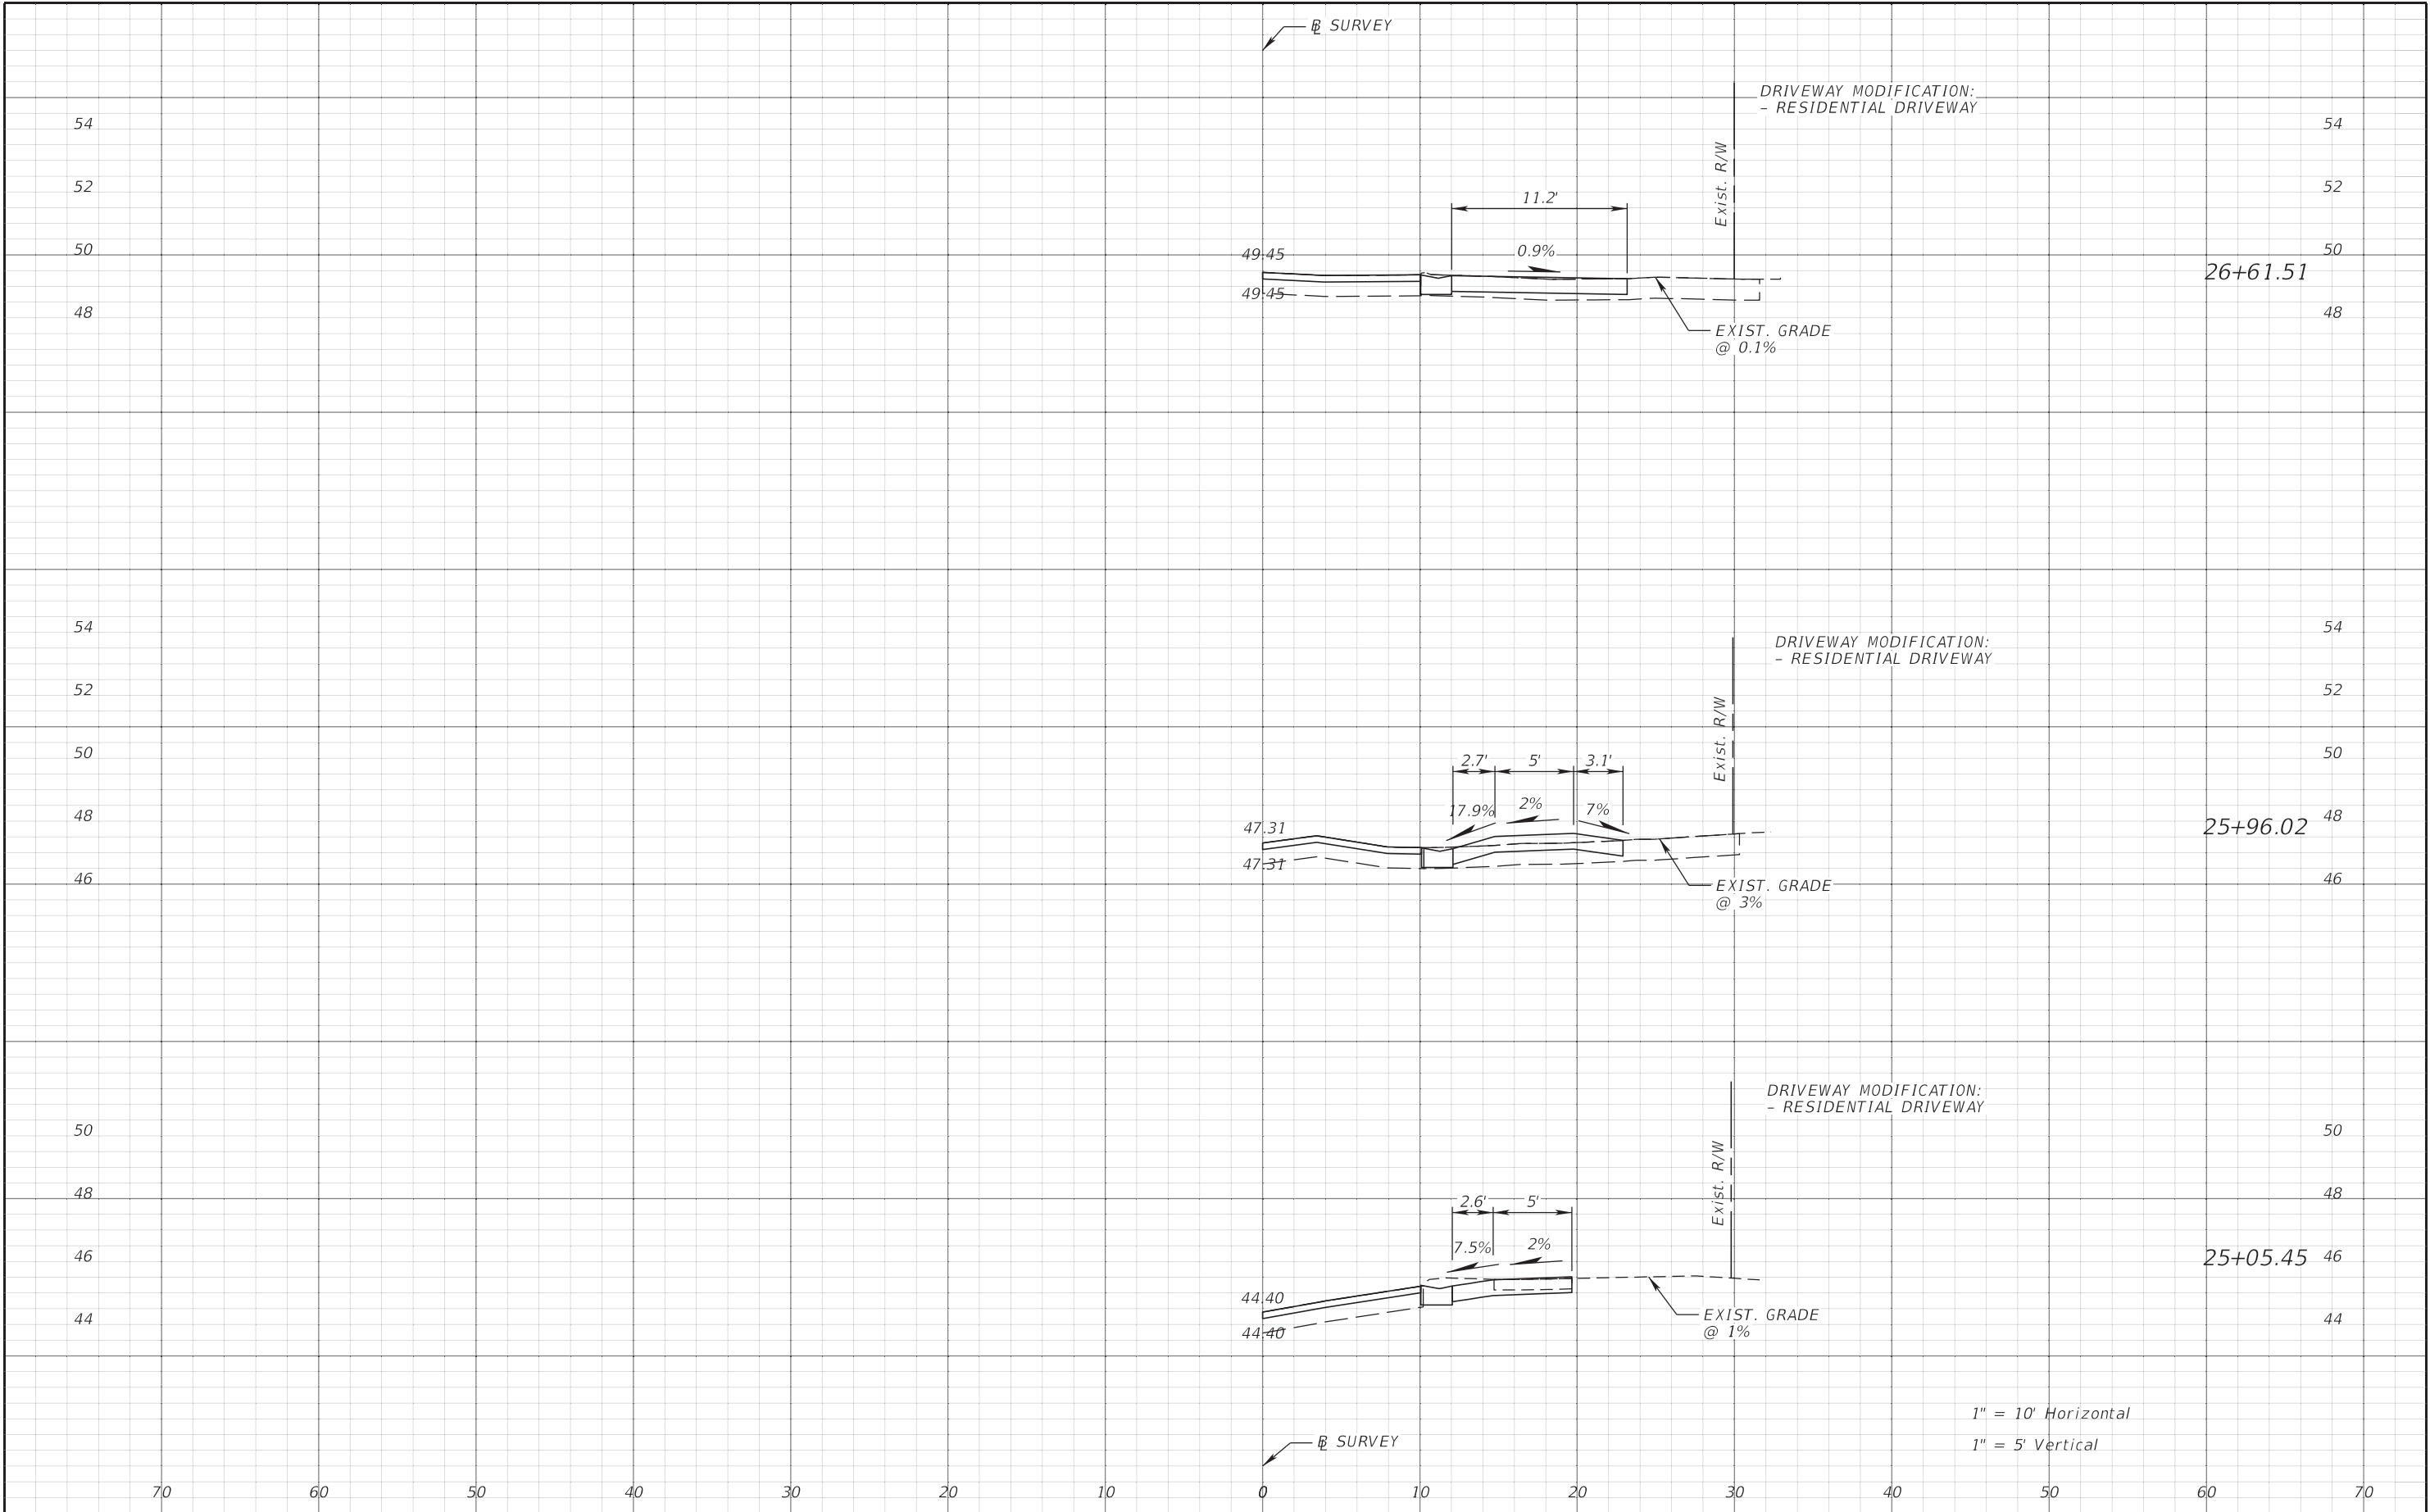 ℄ SURVEY
DRIVEWAY MODIFICATION:
- RESIDENTIAL DRIVEWAY
54
54
Exist. R/W
52
52
11.2'
50
49.45
0.9%
50
26+61.51
49.45
48
48
EXIST. GRADE
@ 0.1%
54
54
DRIVEWAY MODIFICATION:
- RESIDENTIAL DRIVEWAY
52
52
Exist. R/W
50
2.7' 5' 3.1'
50
48
17.9% 2% 7%
48
47.31
25+96.02
47.31
46
46
EXIST. GRADE
@ 3%
DRIVEWAY MODIFICATION:
- RESIDENTIAL DRIVEWAY
50
50
Exist. R/W
48
48
2.6' 5'
7.5% 2%
46
25+05.45
46
44.40
44
44
44.40
EXIST. GRADE
@ 1%
1" = 10' Horizontal
℄ SURVEY
1" = 5' Vertical
70 60 50 40 30 20 10 0 10 20 30 40 50 60 70